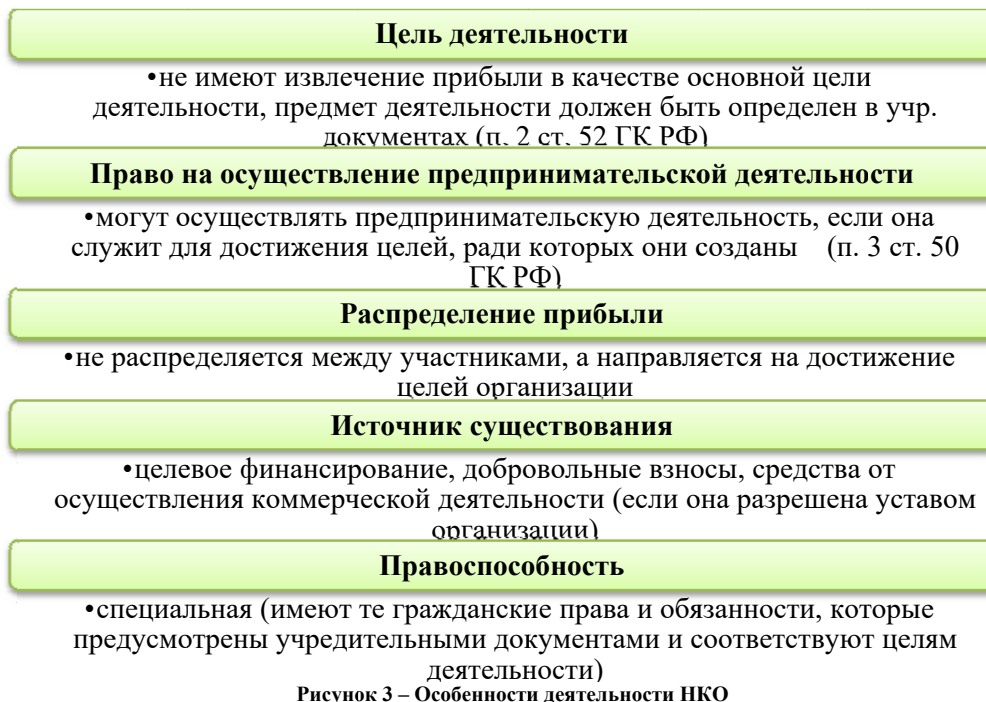 Цель деятельности
•не имеют извлечение прибыли в качестве основной цели
деятельности, предмет деятельности должен быть определен в учр.
документах (п. 2 ст. 52 ГК РФ)
Право на осуществление предпринимательской деятельности
•могут осуществлять предпринимательскую деятельность, если она
служит для достижения целей, ради которых они созданы (п. 3 ст. 50
ГК РФ)
Распределение прибыли
•не распределяется между участниками, а направляется на достижение
целей организации
Источник существования
•целевое финансирование, добровольные взносы, средства от
осуществления коммерческой деятельности (если она разрешена уставом
организации)
Правоспособность
•специальная (имеют те гражданские права и обязанности, которые
предусмотрены учредительными документами и соответствуют целям
деятельности)
Рисунок 3 – Особенности деятельности НКО